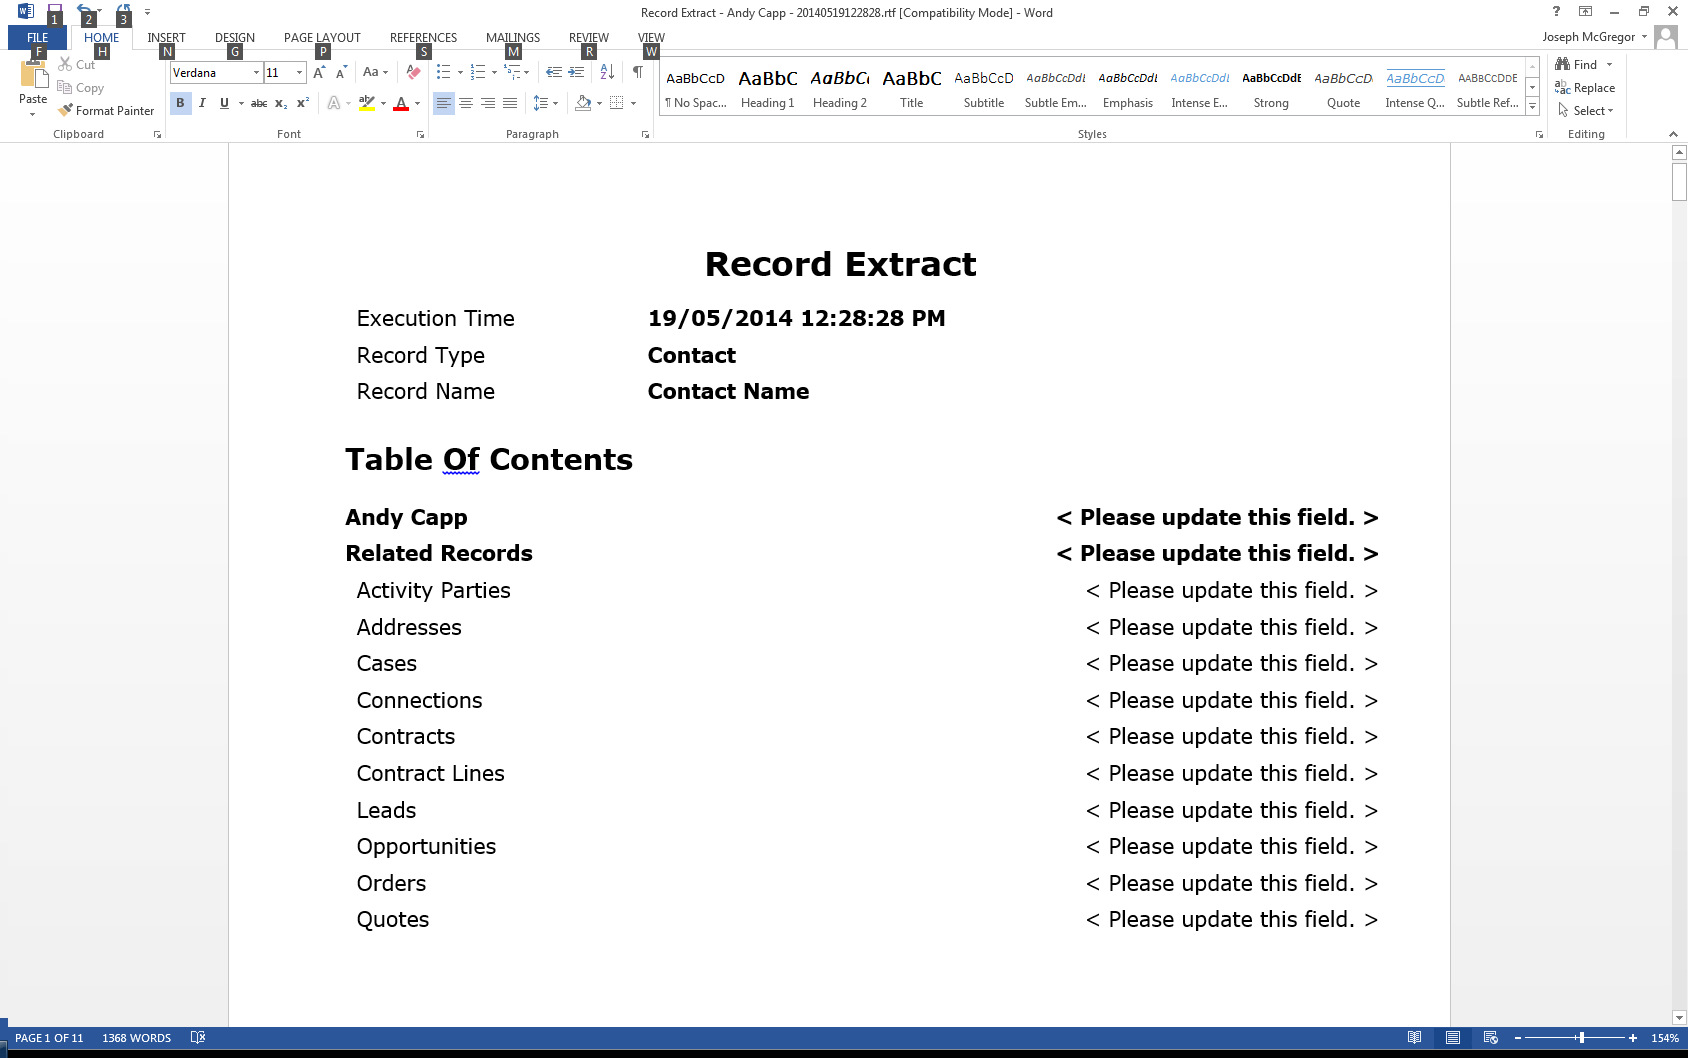 Record Extract - Andy Capp - 20140519122828.rtf [Compatibility Mode] - Word
1 2 3
FILE HOME INSERT DESIGN PAGE LAYOUT REFERENCES MAILINGS REVIEW VIEW
Joseph McGregor
F H N G P S M R W
Paste
Cut
Copy
Format Painter
Clipboard
Verdana 11
Font
Paragraph
AaBbCcD AaBbC AaBbC AaBbC AaBbCcD AaBbCcDdE AaBbCcDdE AaBbCcDdE AaBbCcDdE AaBbCcD AaBbCcD AaBbCcDdE
¶ No Spac... Heading 1 Heading 2 Title Subtitle Subtle Em... Emphasis Intense E... Strong Quote Intense Q... Subtle Ref...
Styles
Find
Replace
Select
Editing
Record Extract
Execution Time 19/05/2014 12:28:28 PM
Record Type Contact
Record Name Contact Name
Table Of Contents
Andy Capp < Please update this field. >
Related Records < Please update this field. >
Activity Parties < Please update this field. >
Addresses < Please update this field. >
Cases < Please update this field. >
Connections < Please update this field. >
Contracts < Please update this field. >
Contract Lines < Please update this field. >
Leads < Please update this field. >
Opportunities < Please update this field. >
Orders < Please update this field. >
Quotes < Please update this field. >
PAGE 1 OF 11 1368 WORDS 154%